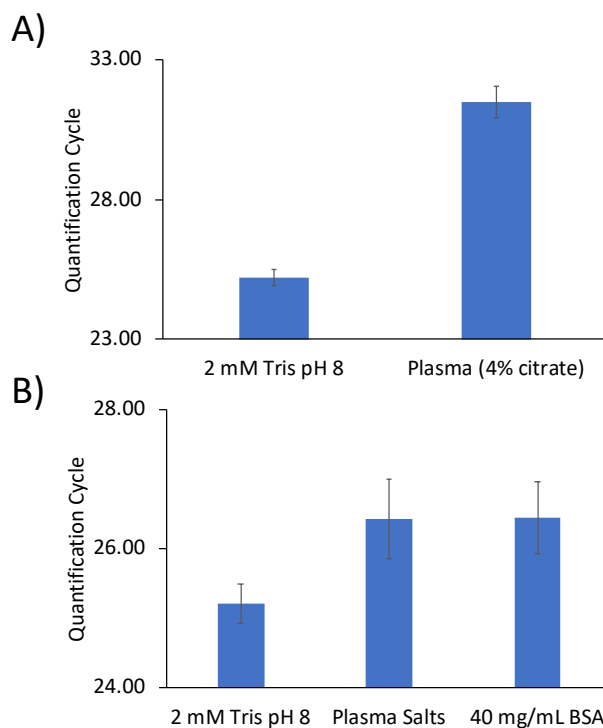 A)
Quantification Cycle
33.00
28.00
23.00
2 mM Tris pH 8 Plasma (4% citrate)
B)
Quantification Cycle
28.00
26.00
24.00
2 mM Tris pH 8 Plasma Salts 40 mg/mL BSA